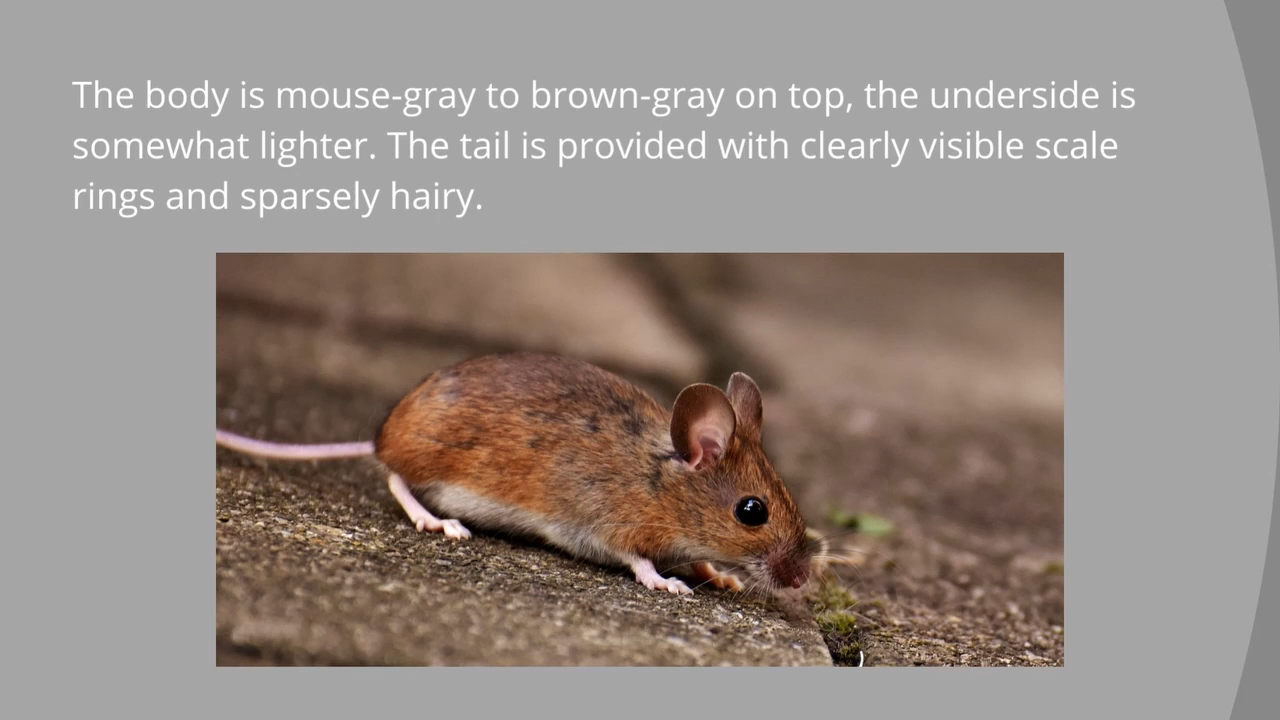 The body is mouse-gray to brown-gray on top, the underside is
somewhat lighter. The tail is provided with clearly visible scale
rings and sparsely hairy.